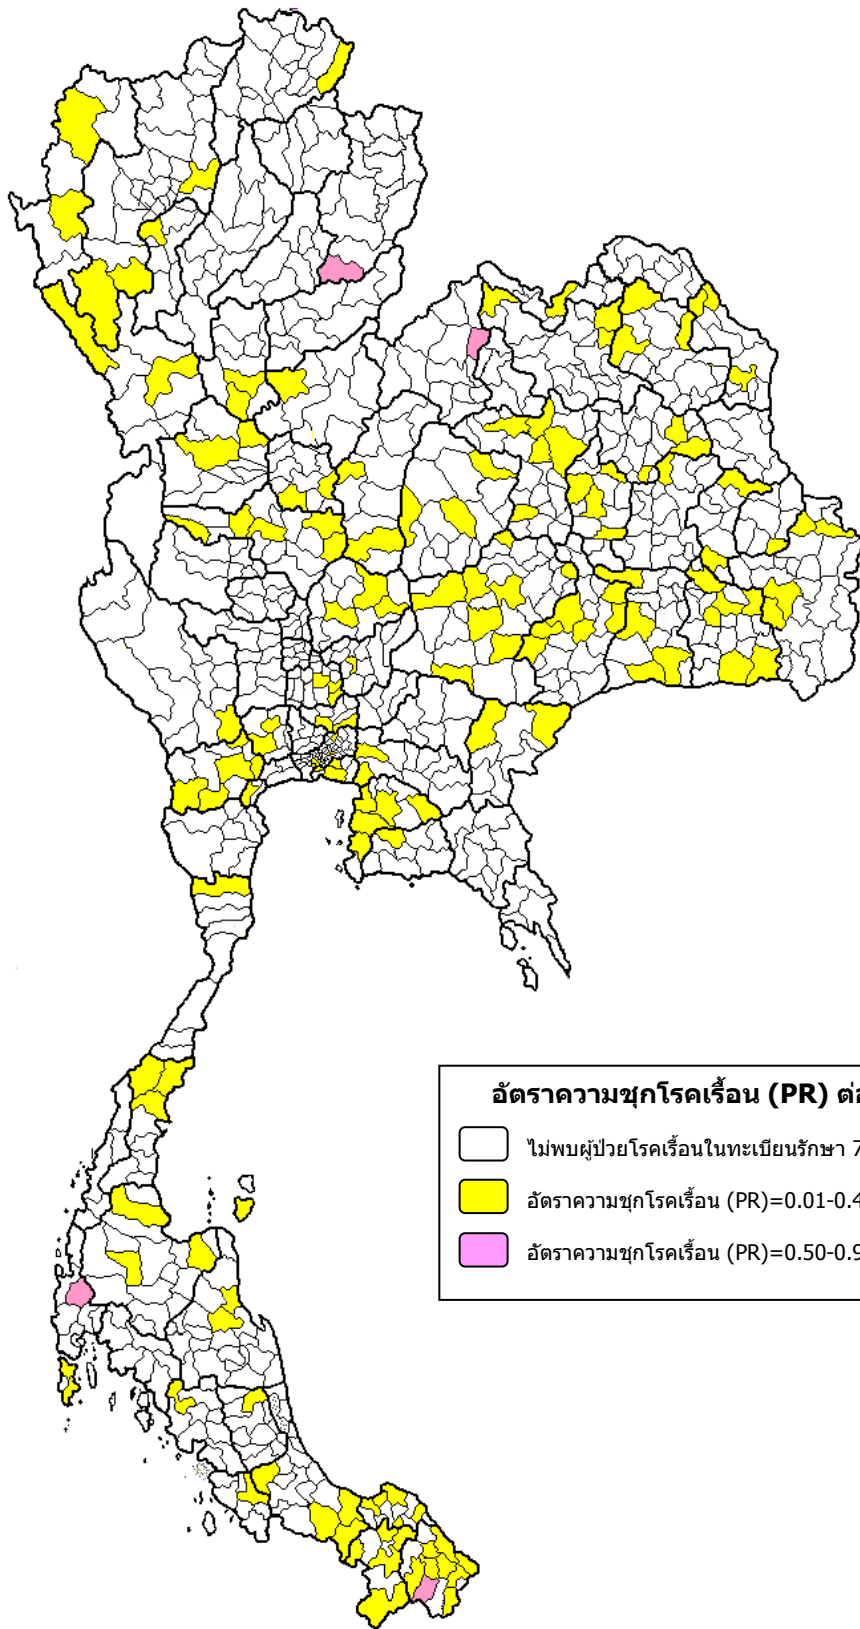 อัตราความชุกโรคเรื้อน (PR) ต่อ
ไม่พบผู้ป่วยโรคเรื้อนในทะเบียนรักษา 7
อัตราความชุกโรคเรื้อน (PR)=0.01-0.4
อัตราความชุกโรคเรื้อน (PR)=0.50-0.9